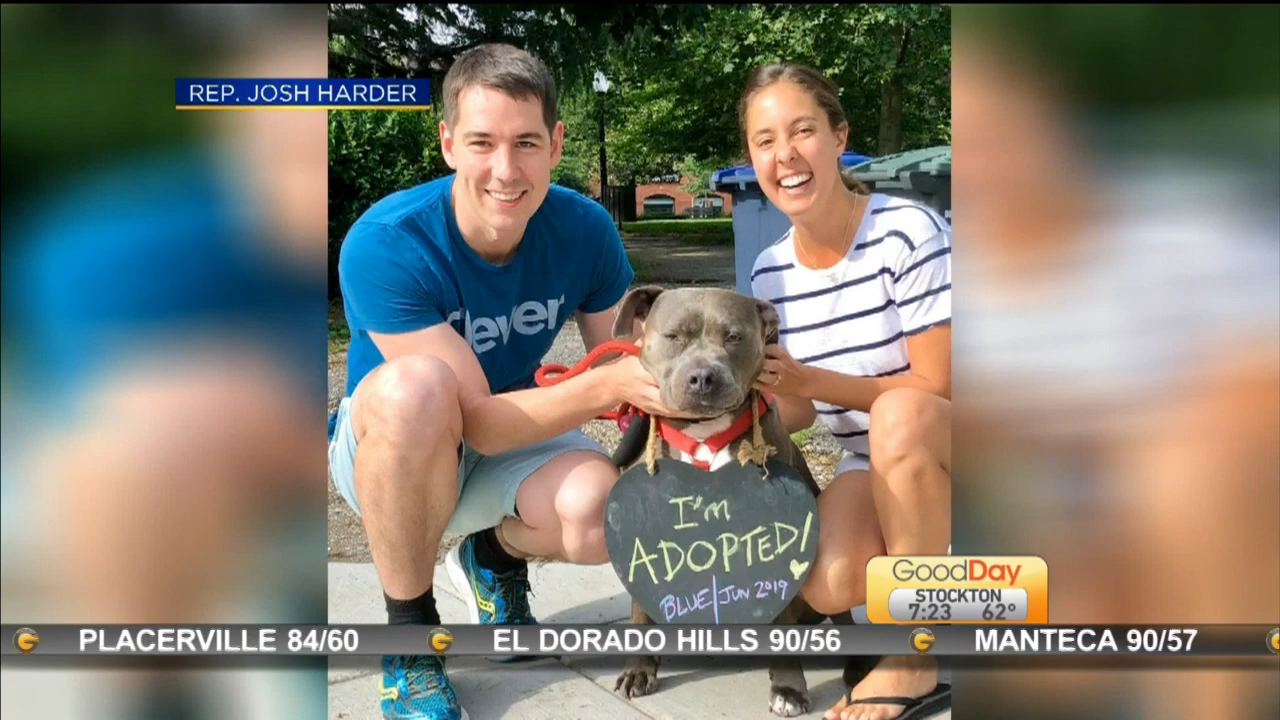 REP. JOSH HARDER
Clever
I'm
ADOPTED!
BLUE | JUN 2019
GoodDay
STOCKTON
7:23 62°
PLACERVILLE 84/60 EL DORADO HILLS 90/56 MANTECA 90/57